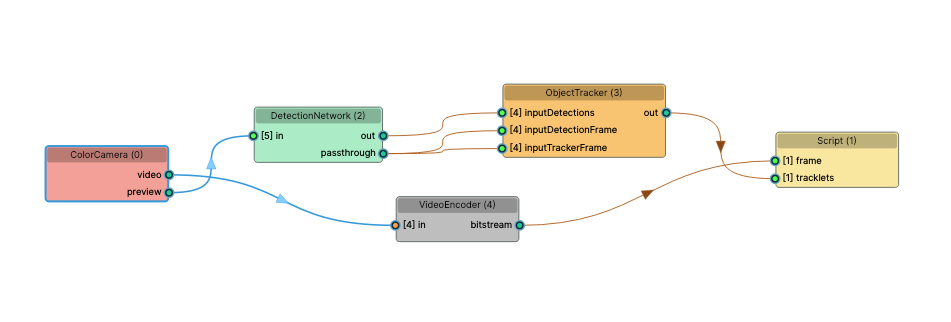 ColorCamera (0)
video
preview
DetectionNetwork (2)
[5] in
out
passthrough
ObjectTracker (3)
[4] inputDetections
out
[4] inputDetectionFrame
[4] inputTrackerFrame
VideoEncoder (4)
[4] in
bitstream
Script (1)
[1] frame
[1] tracklets